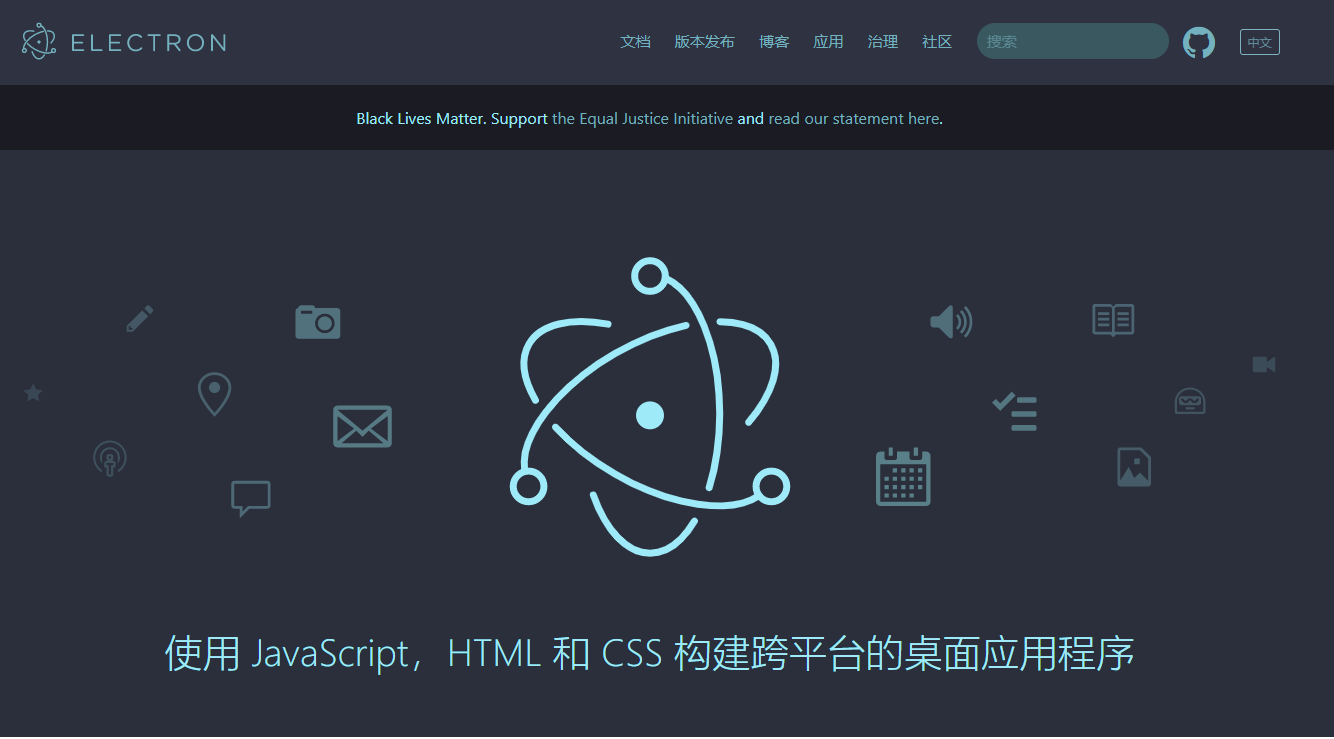 ELECTRON
文档 版本发布 博客 应用 治理 社区 搜索 中文
Black Lives Matter. Support the Equal Justice Initiative and read our statement here.
使用 JavaScript，HTML 和 CSS 构建跨平台的桌面应用程序